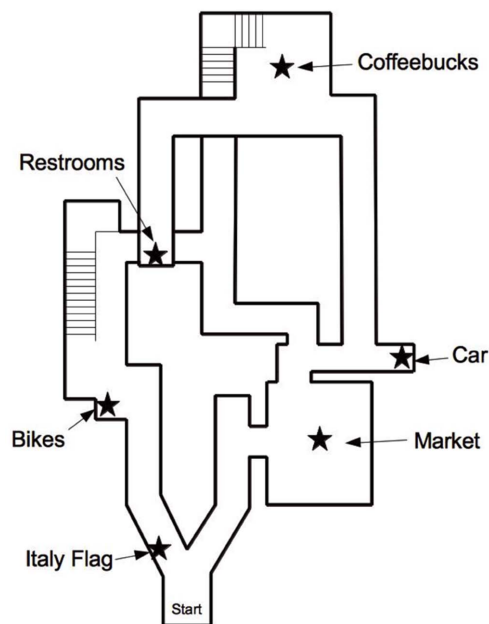 Coffeebucks
Restrooms
Car
Bikes
Market
Italy Flag
Start